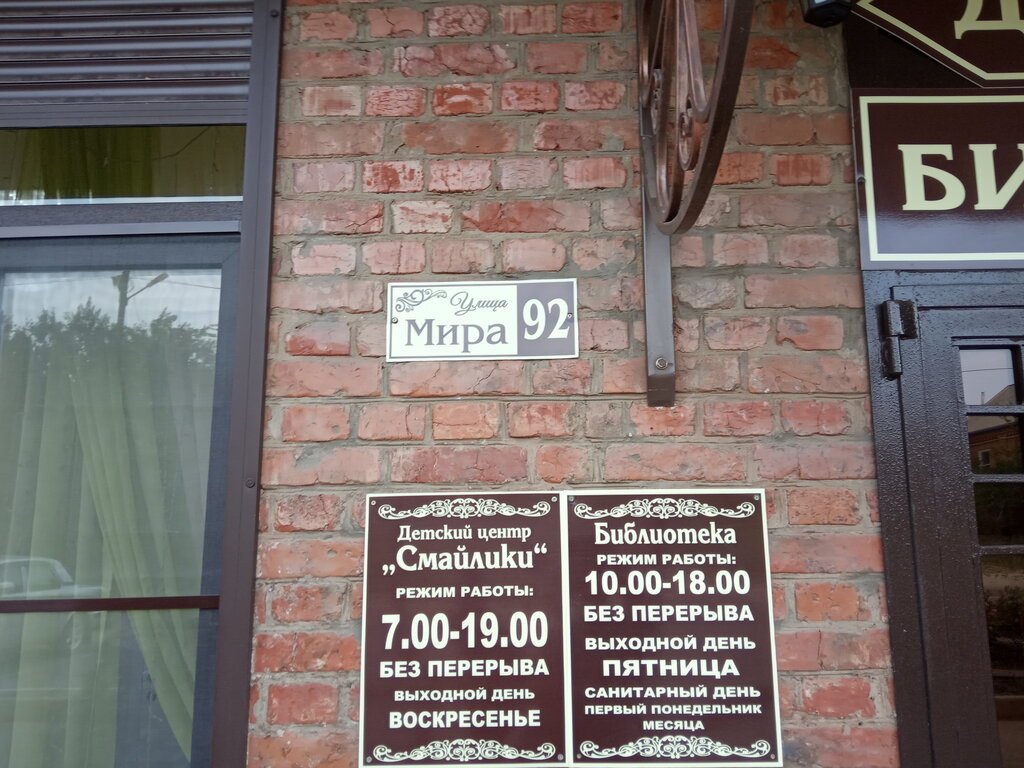 Улица
Мира 92
Детский центр
„Смайлики“
РЕЖИМ РАБОТЫ:
7.00-19.00
БЕЗ ПЕРЕРЫВА
ВЫХОДНОЙ ДЕНЬ
ВОСКРЕСЕНЬЕ
Библиотека
РЕЖИМ РАБОТЫ:
10.00-18.00
БЕЗ ПЕРЕРЫВА
ВЫХОДНОЙ ДЕНЬ
ПЯТНИЦА
САНИТАРНЫЙ ДЕНЬ
ПЕРВЫЙ ПОНЕДЕЛЬНИК
МЕСЯЦА